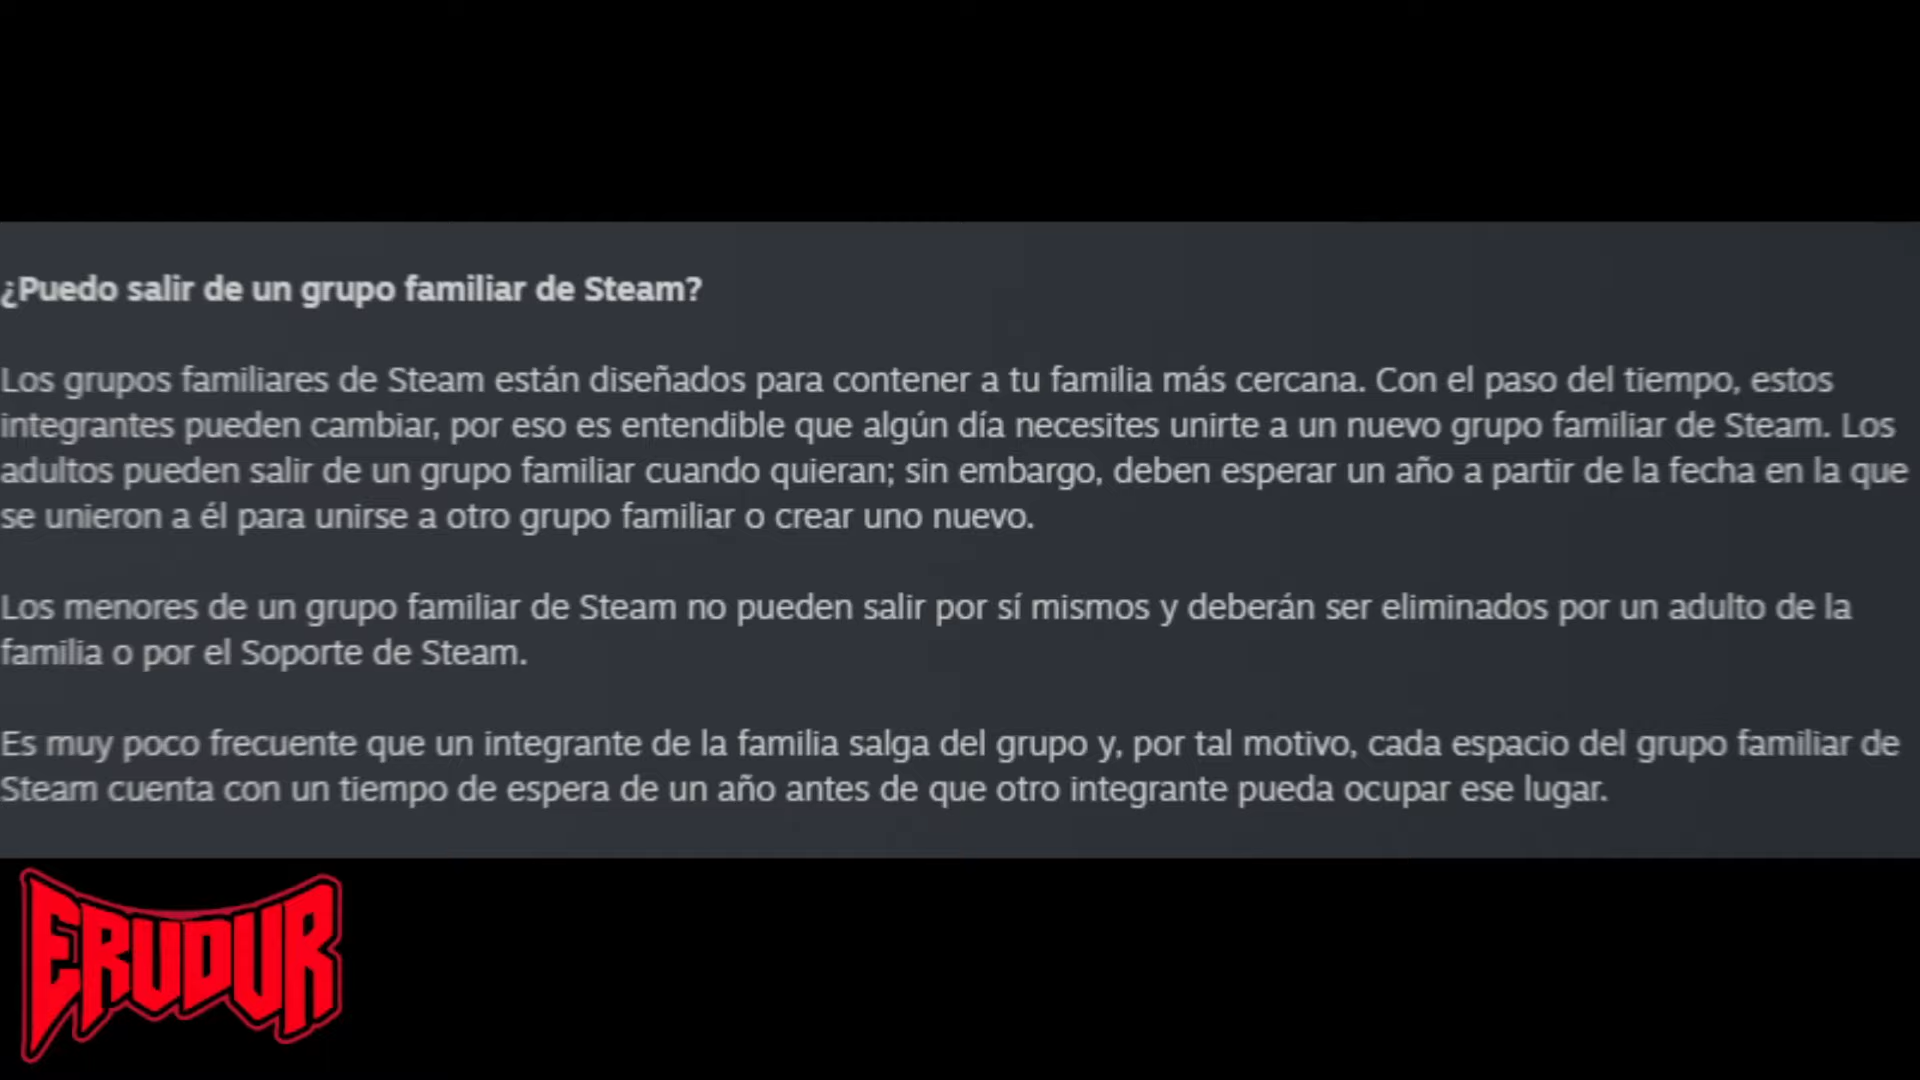 ¿Puedo salir de un grupo familiar de Steam?
Los grupos familiares de Steam están diseñados para contener a tu familia más cercana. Con el paso del tiempo, estos
integrantes pueden cambiar, por eso es entendible que algún día necesites unirte a un nuevo grupo familiar de Steam. Los
adultos pueden salir de un grupo familiar cuando quieran; sin embargo, deben esperar un año a partir de la fecha en la que
se unieron a él para unirse a otro grupo familiar o crear uno nuevo.
Los menores de un grupo familiar de Steam no pueden salir por sí mismos y deberán ser eliminados por un adulto de la
familia o por el Soporte de Steam.
Es muy poco frecuente que un integrante de la familia salga del grupo y, por tal motivo, cada espacio del grupo familiar de
Steam cuenta con un tiempo de espera de un año antes de que otro integrante pueda ocupar ese lugar.
ERUDUR